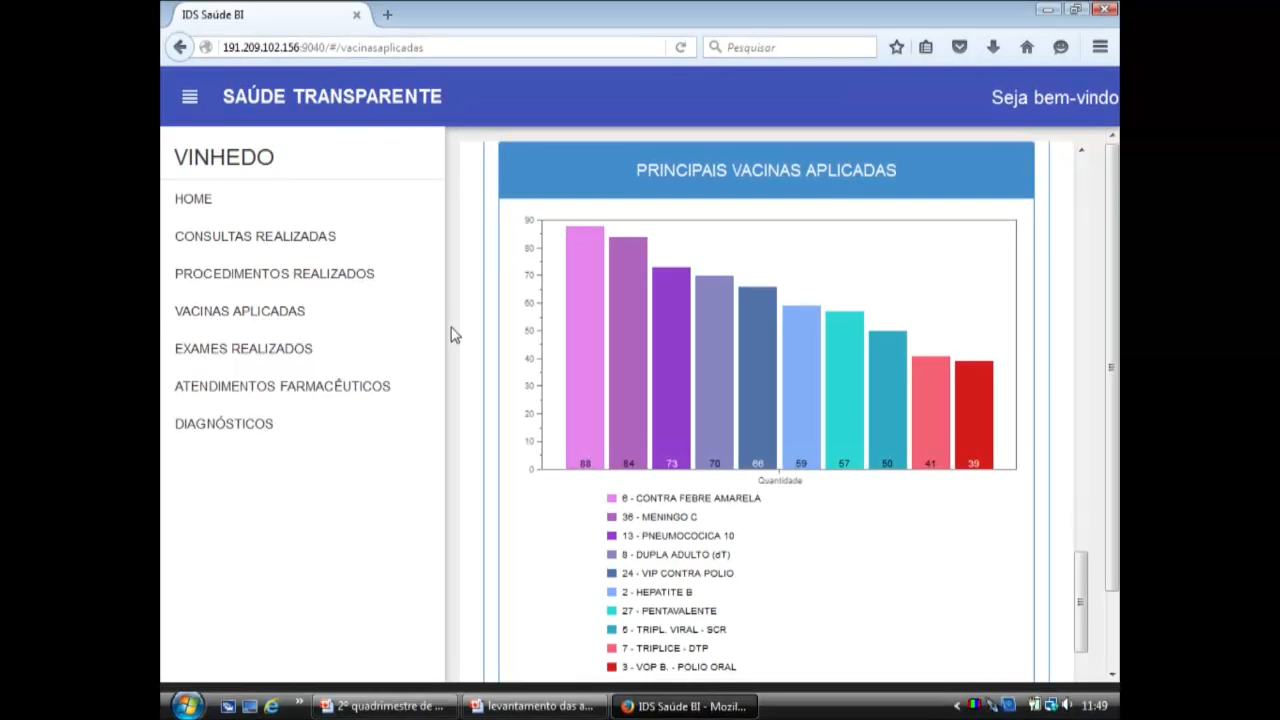 IDS Saúde BI
191.209.102.156:9040/#/vacinasaplicadas
Pesquisar
SAÚDE TRANSPARENTE
Seja bem-vindo
VINHEDO
HOME
CONSULTAS REALIZADAS
PROCEDIMENTOS REALIZADOS
VACINAS APLICADAS
EXAMES REALIZADOS
ATENDIMENTOS FARMACÊUTICOS
DIAGNÓSTICOS
PRINCIPAIS VACINAS APLICADAS
90
80
70
60
50
40
30
20
10
0
88 84 73 70 66 59 57 50 41 39
Quantidade
6 - CONTRA FEBRE AMARELA
36 - MENINGO C
13 - PNEUMOCOCICA 10
8 - DUPLA ADULTO (dT)
24 - VIP CONTRA POLIO
2 - HEPATITE B
27 - PENTAVALENTE
5 - TRIPL. VIRAL - SCR
7 - TRIPLICE - DTP
3 - VOP B. - POLIO ORAL
2º quadrimestre de ...
levantamento das a...
IDS Saúde BI - Mozil...
11:49